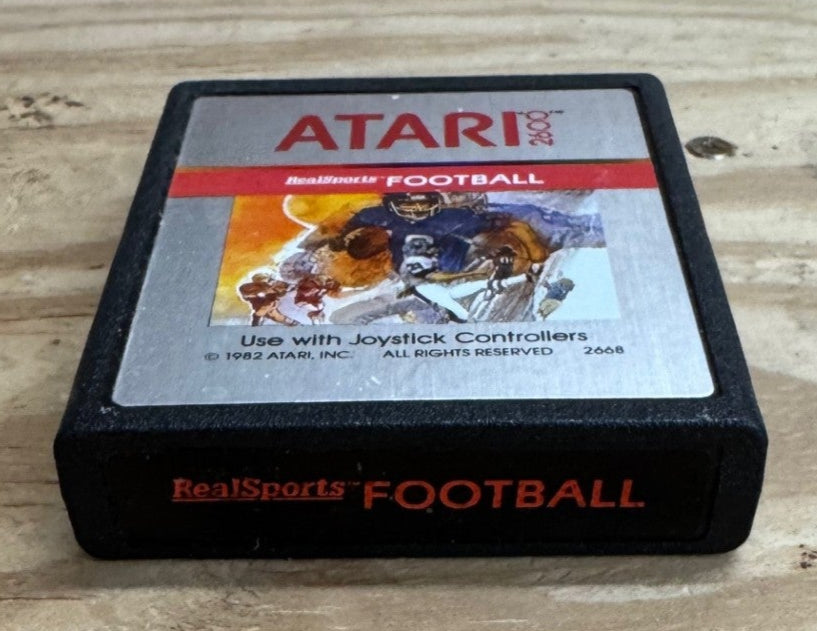 ATARI 2600™
RealSports™ FOOTBALL
Use with Joystick Controllers
© 1982 ATARI, INC. ALL RIGHTS RESERVED 2668
RealSports™ FOOTBALL